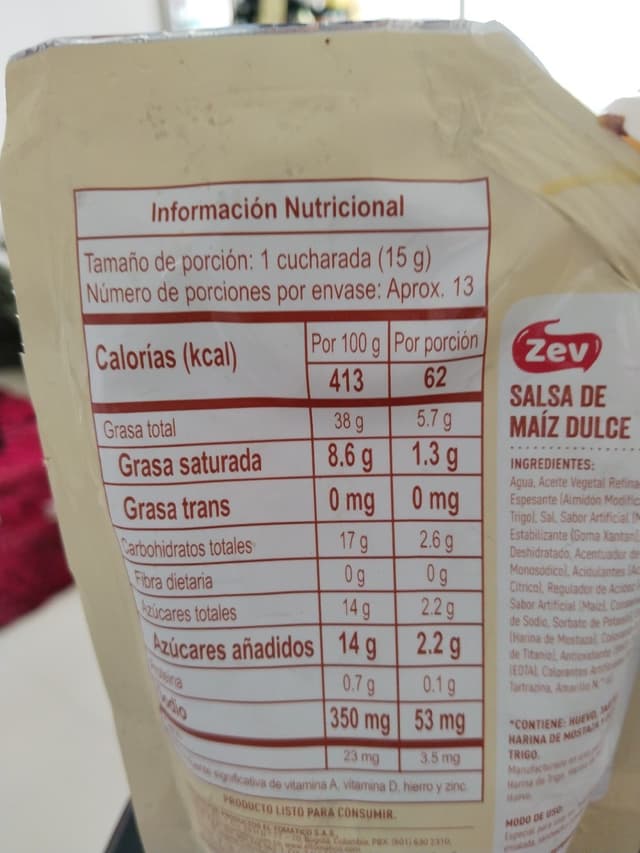 Información Nutricional
Tamaño de porción: 1 cucharada (15 g)
Número de porciones por envase: Aprox. 13
Calorías (kcal) Por 100 g Por porción
413 62
Grasa total 38 g 5.7 g
Grasa saturada 8.6 g 1.3 g
Grasa trans 0 mg 0 mg
Carbohidratos totales 17 g 2.6 g
Fibra dietaria 0 g 0 g
Azúcares totales 14 g 2.2 g
Azúcares añadidos 14 g 2.2 g
0.7 g 0.1 g
350 mg 53 mg
23 mg 3.5 mg
significativa de vitamina A, vitamina D, hierro y zinc.
PRODUCTO LISTO PARA CONSUMIR.
Zev
SALSA DE
MAÍZ DULCE
INGREDIENTES:
Agua, Aceite Vegetal
Espesante (Almidón
Trigo), Sal, Sabor Artificial
Estabilizante (Goma Xantan),
Deshidratado, Acentuador de
Monosódico), Acidulantes
Cítrico), Regulador de
Sabor Artificial (Maíz),
de Sodio, Sorbato de
(Harina de Mostaza),
de Titanio), Antioxidante
(EDTA), Colorantes
Tartrazina, Amarillo N.°
*CONTIENE: HUEVO,
HARINA DE MOSTAZA
TRIGO.
MODO DE USO: